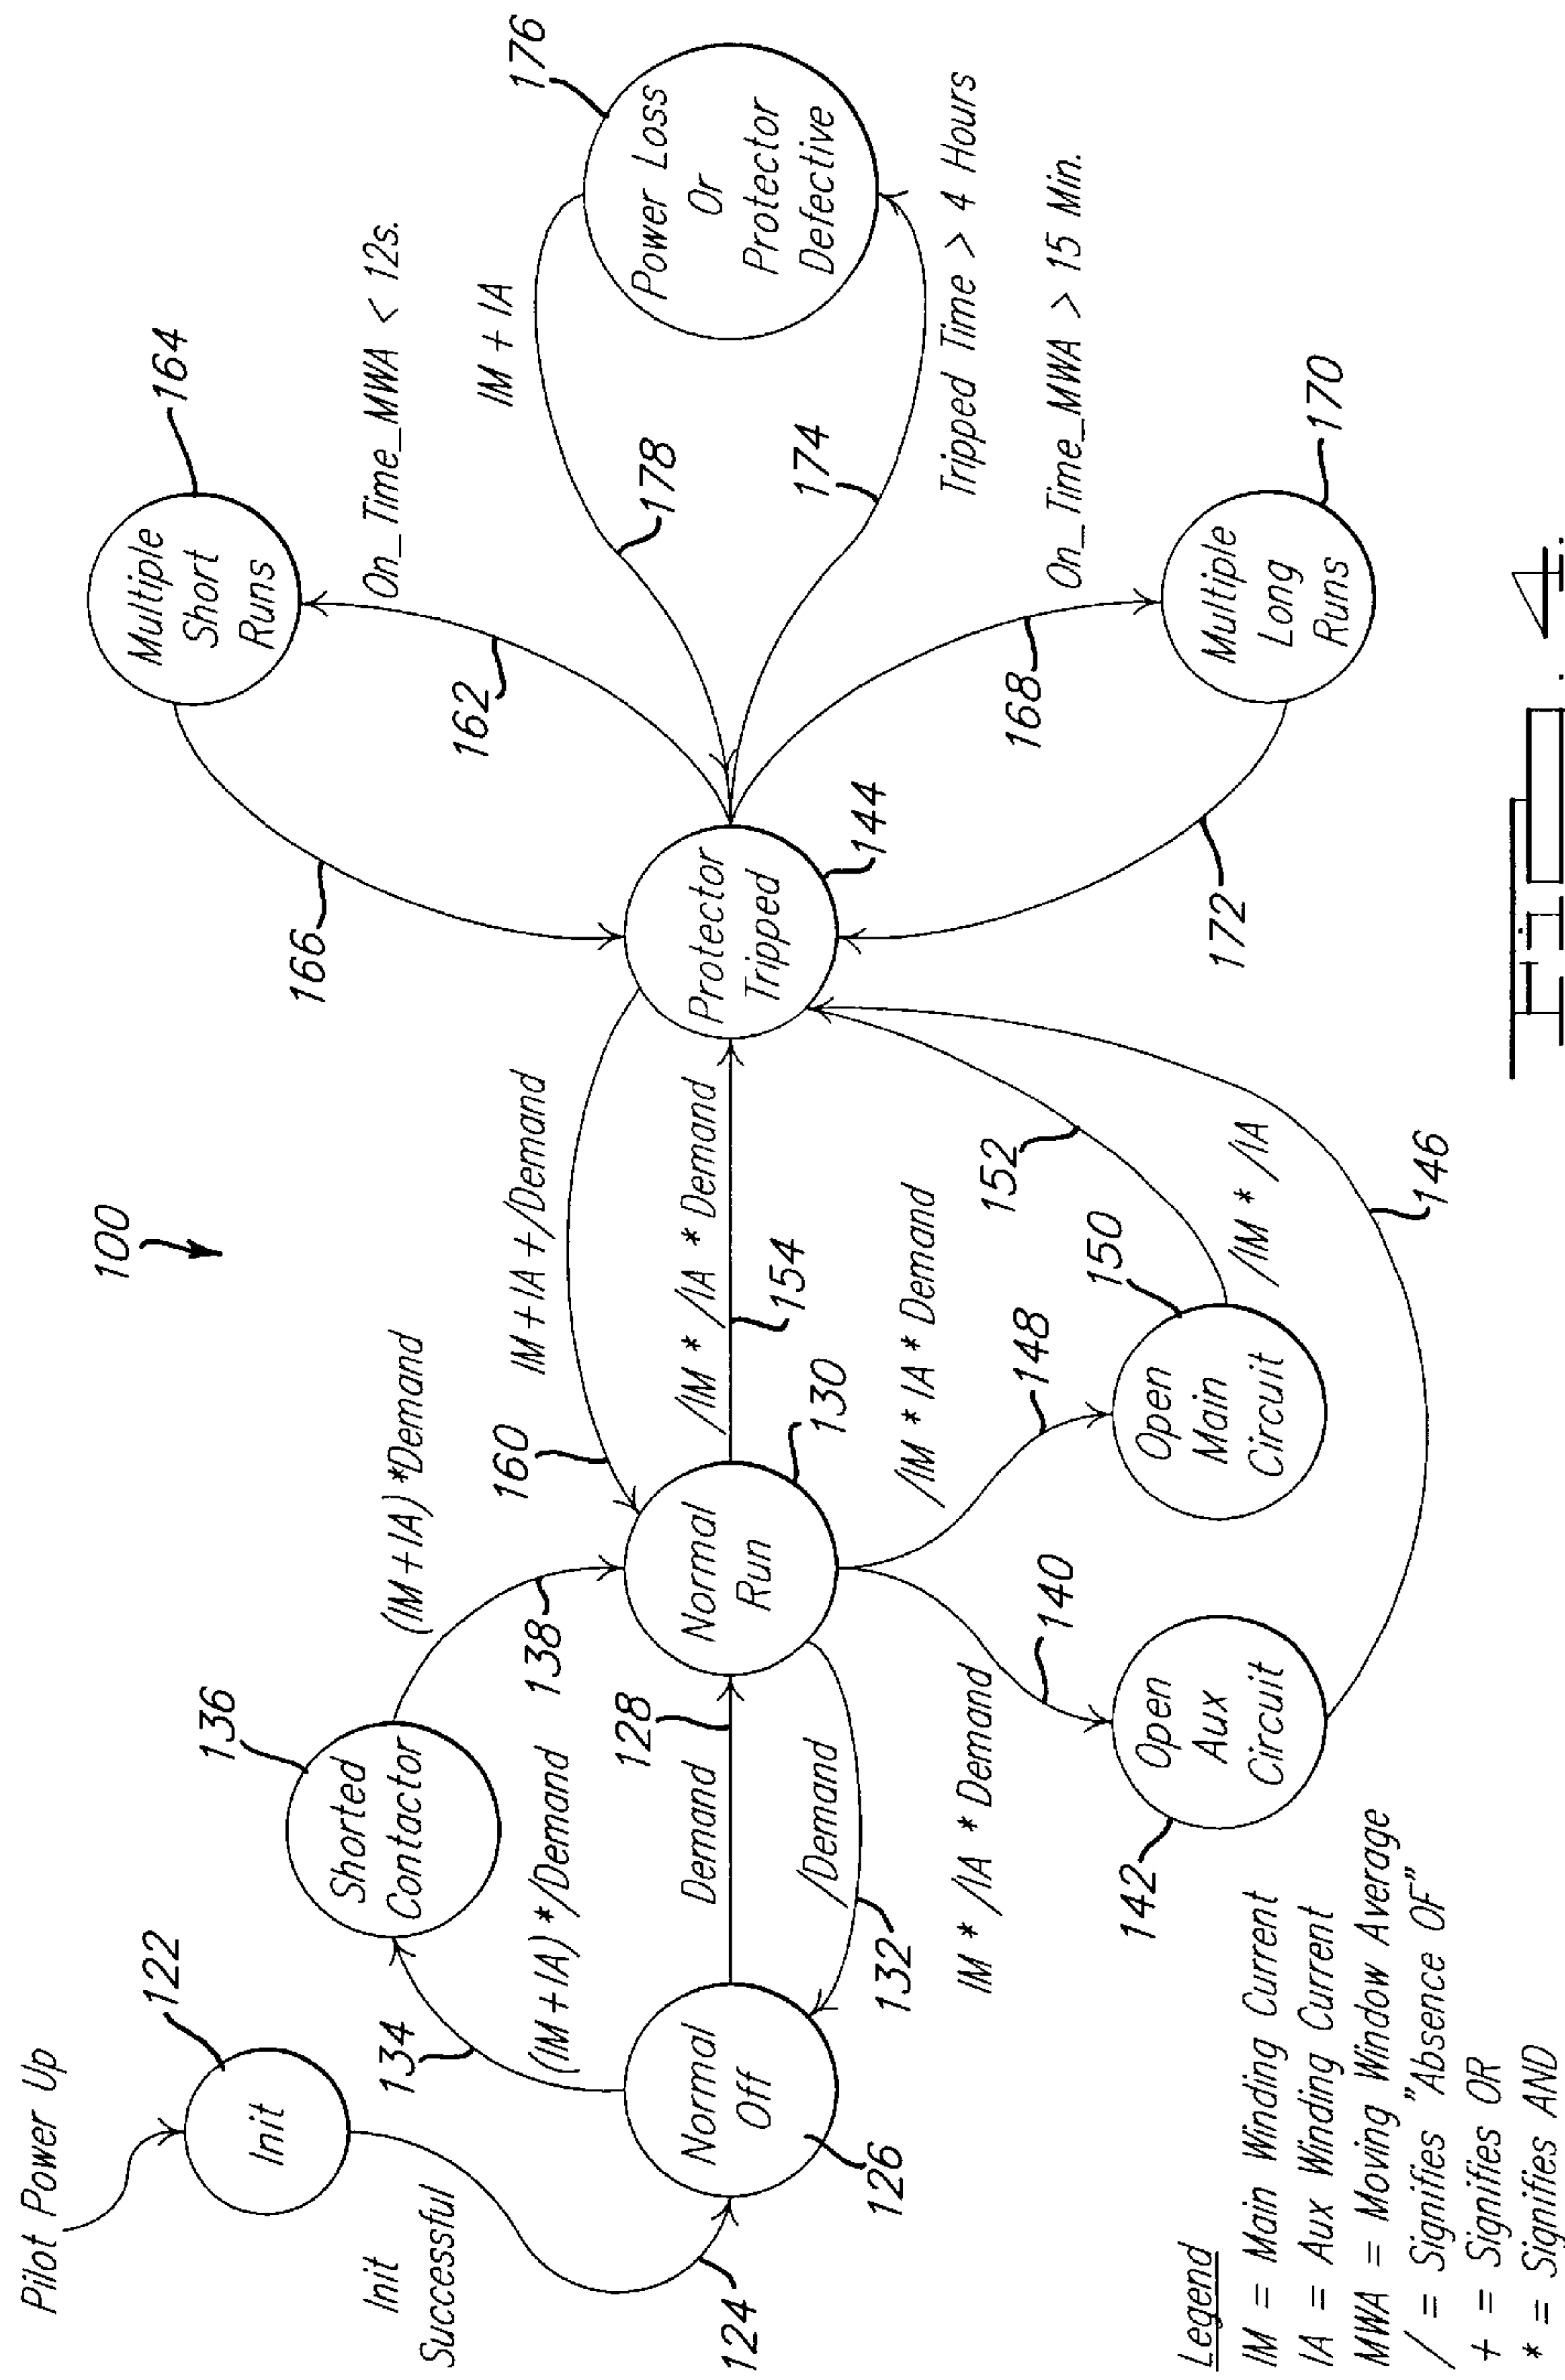 100
Pilot Power Up
122
Init
Init
Successful
124
126
Normal
Off
134
(IM + IA) */Demand
136
Shorted
Contactor
(IM + IA) *Demand
138
128
Demand
/Demand
132
Normal
Run
130
160
IM + IA + /Demand
/IM * /IA * Demand
154
IM * /IA * Demand
140
142
Open
Aux
Circuit
/IM * IA * Demand
148
150
Open
Main
Circuit
152
/IM * /IA
146
Protector
Tripped
144
166
162
164
Multiple
Short
Runs
On_Time_MWA < 12s.
IM + IA
178
174
176
Power Loss
Or
Protector
Defective
Tripped Time > 4 Hours
On_Time_MWA > 15 Min.
168
170
Multiple
Long
Runs
172
Legend
IM = Main Winding Current
IA = Aux Winding Current
MWA = Moving Window Average
/ = Signifies "Absence OF"
+ = Signifies OR
* = Signifies AND
FIG. 4.